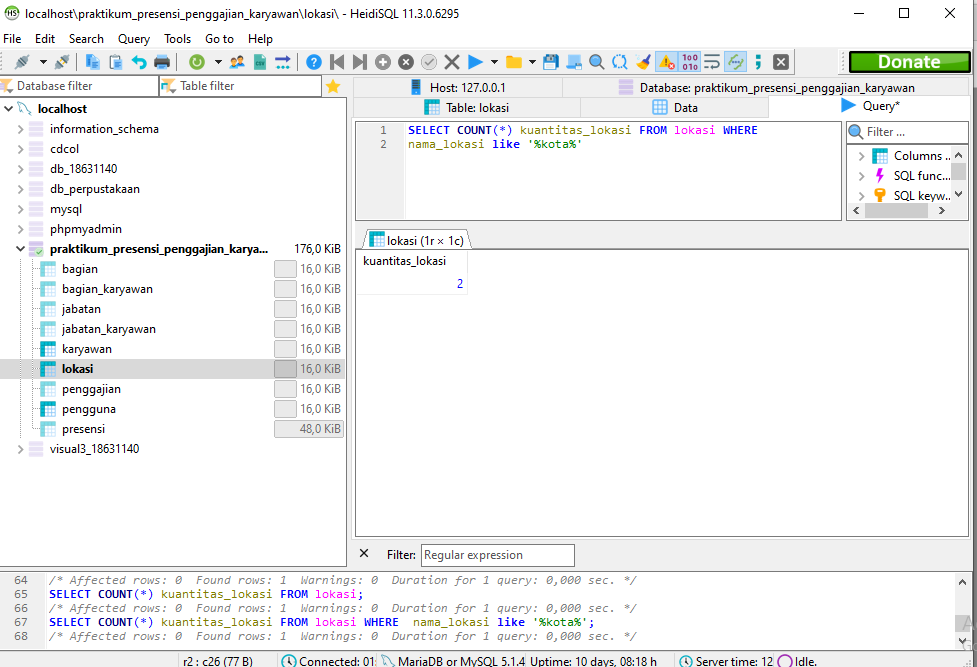 localhost\praktikum_presensi_penggajian_karyawan\lokasi\ - HeidiSQL 11.3.0.6295
File Edit Search Query Tools Go to Help
Donate
Database filter
Table filter
Host: 127.0.0.1
Database: praktikum_presensi_penggajian_karyawan
Table: lokasi
Data
Query*
localhost
information_schema
cdcol
db_18631140
db_perpustakaan
mysql
phpmyadmin
praktikum_presensi_penggajian_karya... 176,0 KiB
bagian 16,0 KiB
bagian_karyawan 16,0 KiB
jabatan 16,0 KiB
jabatan_karyawan 16,0 KiB
karyawan 16,0 KiB
lokasi 16,0 KiB
penggajian 16,0 KiB
pengguna 16,0 KiB
presensi 48,0 KiB
visual3_18631140
1 SELECT COUNT(*) kuantitas_lokasi FROM lokasi WHERE
2 nama_lokasi like '%kota%'
Filter ...
Columns ..
SQL func...
SQL keyw..
lokasi (1r × 1c)
kuantitas_lokasi
2
Filter: Regular expression
64 /* Affected rows: 0 Found rows: 1 Warnings: 0 Duration for 1 query: 0,000 sec. */
65 SELECT COUNT(*) kuantitas_lokasi FROM lokasi;
66 /* Affected rows: 0 Found rows: 1 Warnings: 0 Duration for 1 query: 0,000 sec. */
67 SELECT COUNT(*) kuantitas_lokasi FROM lokasi WHERE  nama_lokasi like '%kota%';
68 /* Affected rows: 0 Found rows: 1 Warnings: 0 Duration for 1 query: 0,000 sec. */
r2 : c26 (77 B) Connected: 01: MariaDB or MySQL 5.1.4 Uptime: 10 days, 08:18 h Server time: 12 Idle.